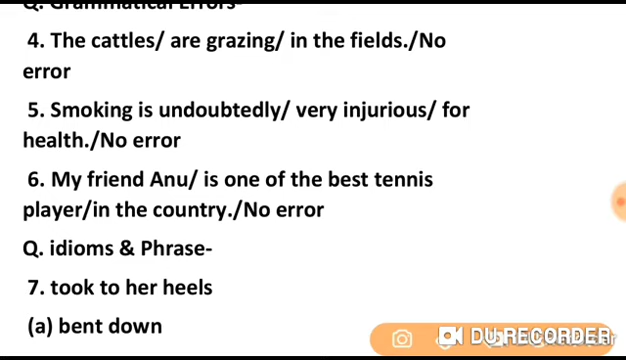 Q. Grammatical Errors-
4. The cattles/ are grazing/ in the fields./No
error
5. Smoking is undoubtedly/ very injurious/ for
health./No error
6. My friend Anu/ is one of the best tennis
player/in the country./No error
Q. idioms & Phrase-
7. took to her heels
(a) bent down
DU RECORDER